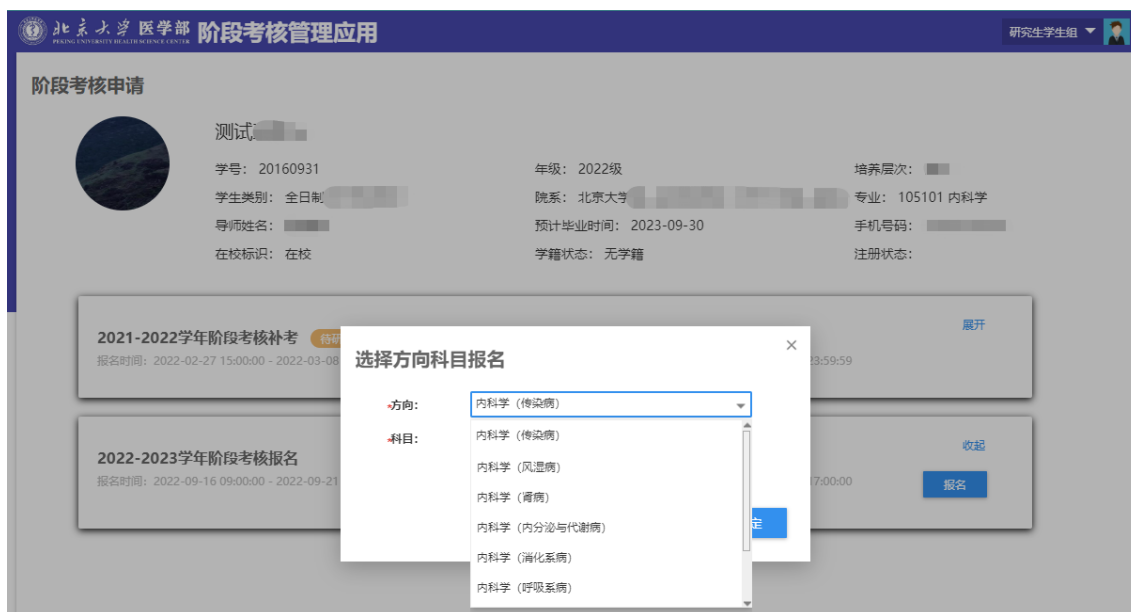 北京大学医学部 阶段考核管理应用
PEKING UNIVERSITY HEALTH SCIENCE CENTER
研究生学生组
阶段考核申请
测试
学号: 20160931
年级: 2022级
培养层次:
学生类别: 全日制
院系: 北京大学
专业: 105101 内科学
导师姓名:
预计毕业时间: 2023-09-30
手机号码:
在校标识: 在校
学籍状态: 无学籍
注册状态:
2021-2022学年阶段考核补考
展开
报名时间: 2022-02-27 15:00:00 - 2022-03-08
23:59:59
选择方向科目报名
×
*方向:
内科学（传染病）
*科目:
内科学（传染病）
内科学（风湿病）
内科学（肾病）
内科学（内分泌与代谢病）
内科学（消化系病）
内科学（呼吸系病）
2022-2023学年阶段考核报名
收起
报名时间: 2022-09-16 09:00:00 - 2022-09-21
17:00:00
报名